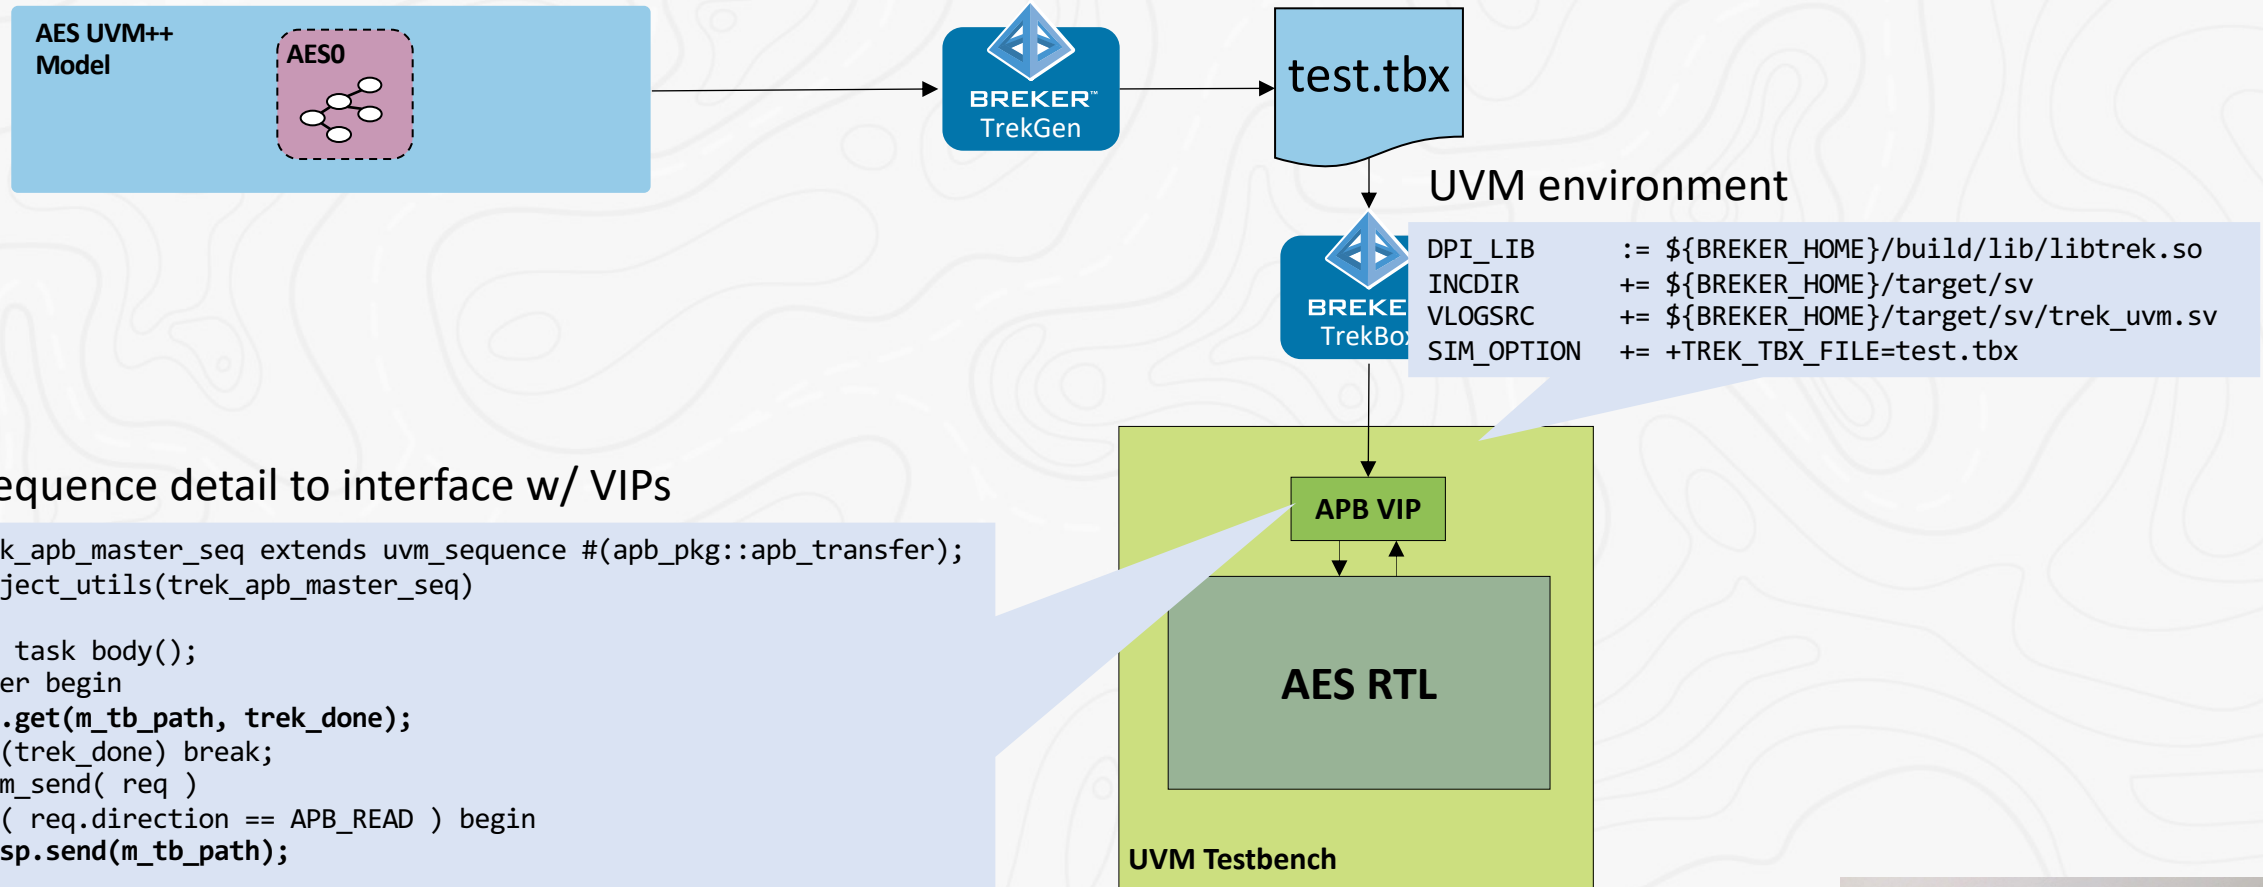 AES UVM++
Model
AES0
BREKER™
TrekGen
test.tbx
UVM environment
DPI_LIB := ${BREKER_HOME}/build/lib/libtrek.so
INCDIR += ${BREKER_HOME}/target/sv
VLOGSRC += ${BREKER_HOME}/target/sv/trek_uvm.sv
SIM_OPTION += +TREK_TBX_FILE=test.tbx
BREKE
TrekBox
equence detail to interface w/ VIPs
k_apb_master_seq extends uvm_sequence #(apb_pkg::apb_transfer);
ject_utils(trek_apb_master_seq)
task body();
er begin
.get(m_tb_path, trek_done);
(trek_done) break;
m_send( req )
( req.direction == APB_READ ) begin
sp.send(m_tb_path);
APB VIP
AES RTL
UVM Testbench